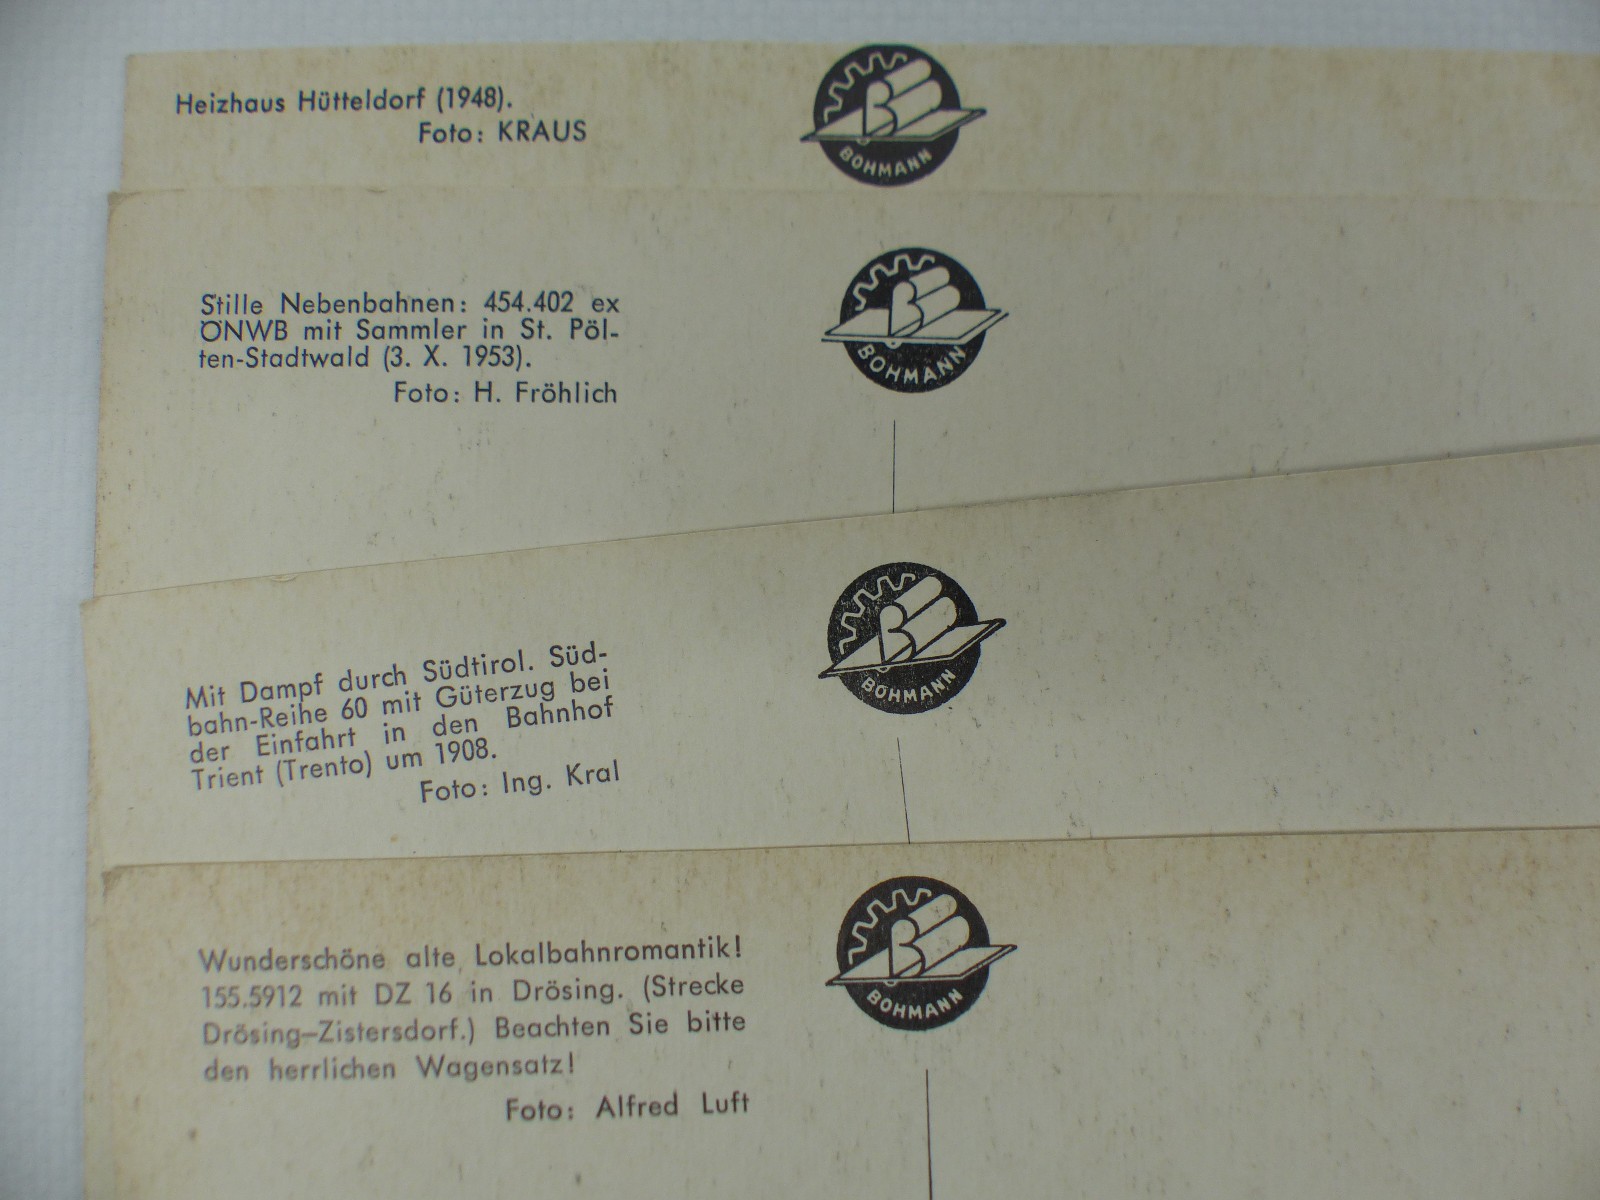 Heizhaus Hütteldorf (1948).
Foto: KRAUS
BOHMANN
Stille Nebenbahnen: 454.402 ex
ÖNWB mit Sammler in St. Pöl-
ten-Stadtwald (3. X. 1953).
Foto: H. Fröhlich
BOHMANN
Mit Dampf durch Südtirol. Süd-
bahn-Reihe 60 mit Güterzug bei
der Einfahrt in den Bahnhof
Trient (Trento) um 1908.
Foto: Ing. Kral
BOHMANN
Wunderschöne alte Lokalbahnromantik!
155.5912 mit DZ 16 in Drösing. (Strecke
Drösing—Zistersdorf.) Beachten Sie bitte
den herrlichen Wagensatz!
Foto: Alfred Luft
BOHMANN